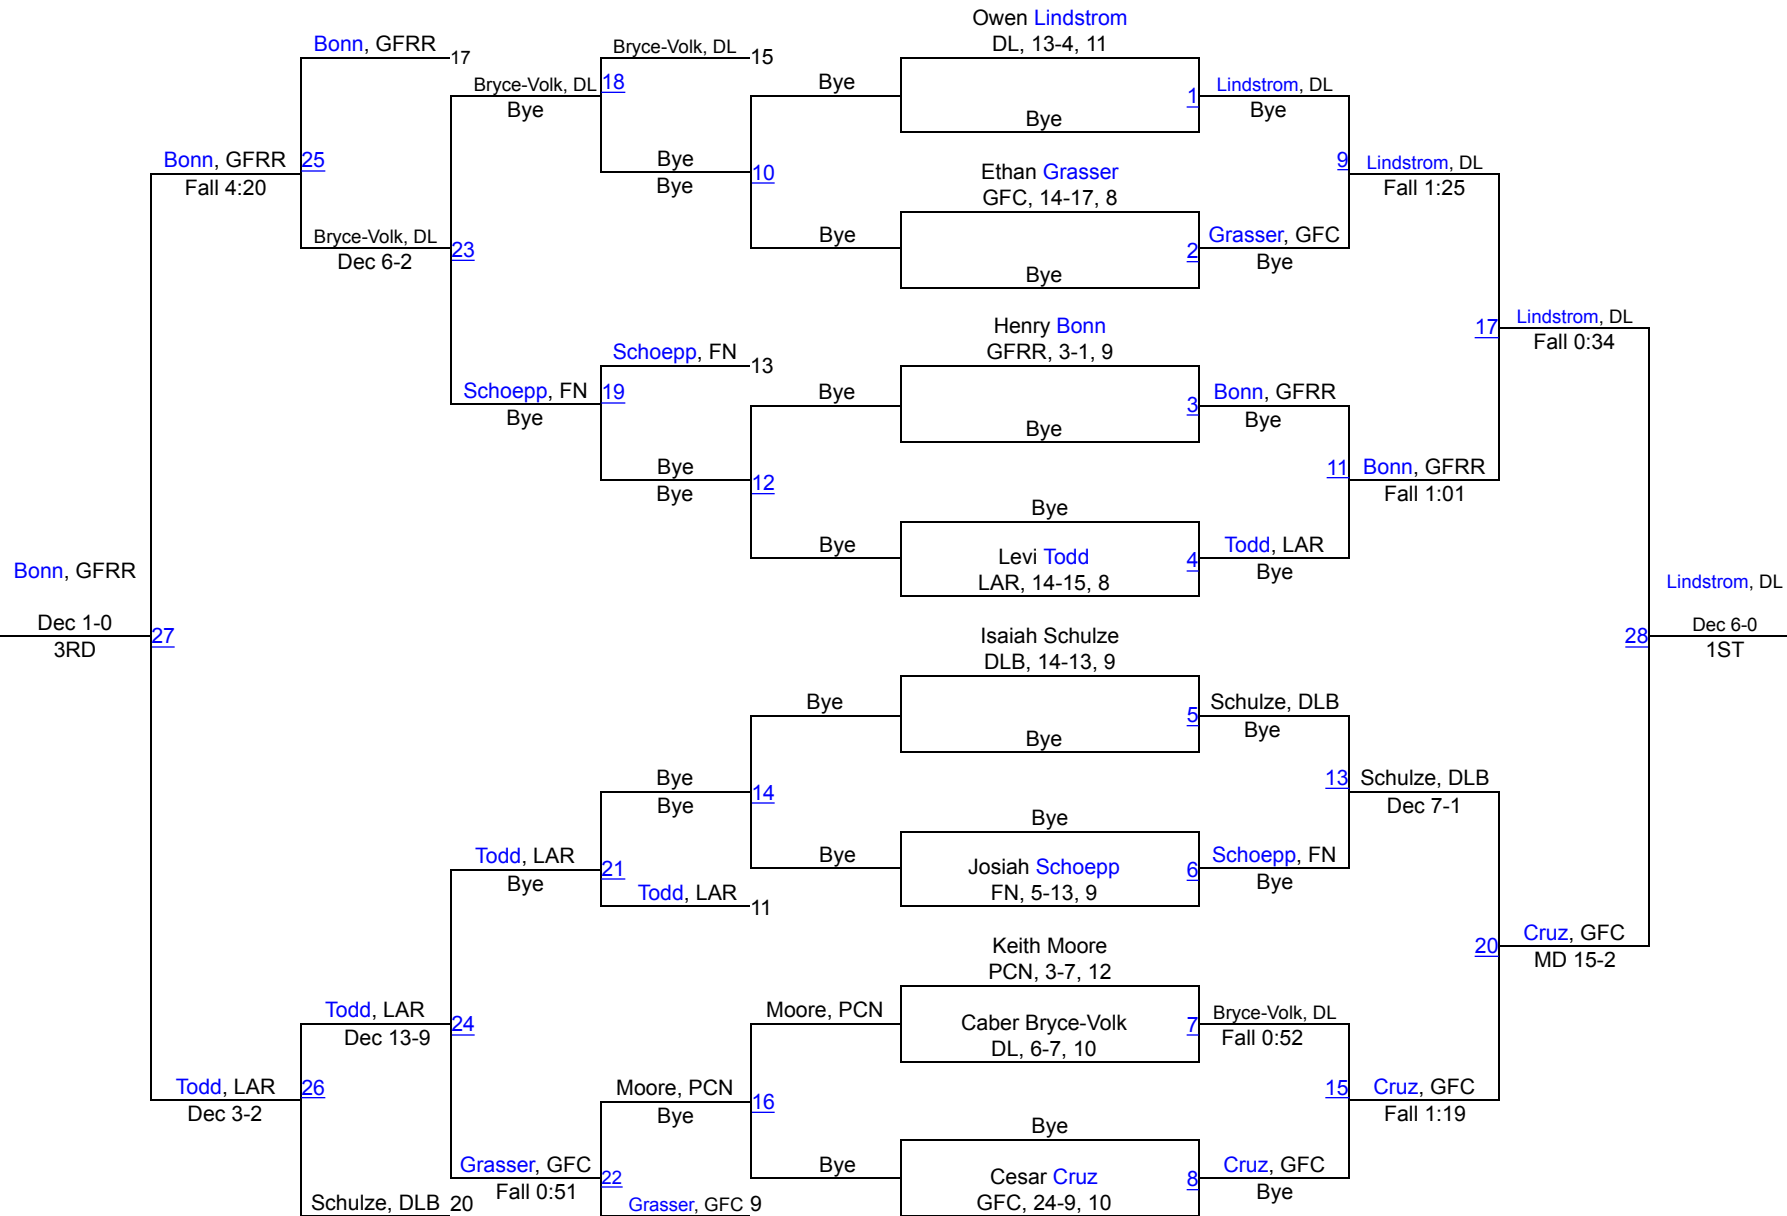 Owen Lindstrom
DL, 13-4, 11
Bonn, GFRR
17
Bryce-Volk, DL
15
Bryce-Volk, DL
18
Bye
Bye
1
Lindstrom, DL
Bye
Bye
Bonn, GFRR
25
Fall 4:20
Bye
Bye
10
Ethan Grasser
GFC, 14-17, 8
9
Lindstrom, DL
Fall 1:25
Bryce-Volk, DL
Dec 6-2
23
Bye
2
Grasser, GFC
Bye
Bye
Henry Bonn
GFRR, 3-1, 9
17
Lindstrom, DL
Fall 0:34
Schoepp, FN
13
Schoepp, FN
19
Bye
Bye
3
Bonn, GFRR
Bye
Bye
Bye
Bye
12
11
Bonn, GFRR
Fall 1:01
Bye
Bye
Levi Todd
LAR, 14-15, 8
4
Todd, LAR
Bye
Bonn, GFRR
Dec 1-0
3RD
27
Lindstrom, DL
28
Dec 6-0
1ST
Isaiah Schulze
DLB, 14-13, 9
Bye
5
Schulze, DLB
Bye
Bye
Bye
Bye
14
13
Schulze, DLB
Dec 7-1
Bye
Todd, LAR
Bye
21
Bye
Josiah Schoepp
FN, 5-13, 9
6
Schoepp, FN
Bye
Todd, LAR
11
Keith Moore
PCN, 3-7, 12
20
Cruz, GFC
MD 15-2
Todd, LAR
Dec 13-9
24
Moore, PCN
Caber Bryce-Volk
DL, 6-7, 10
7
Bryce-Volk, DL
Fall 0:52
Todd, LAR
Dec 3-2
26
Moore, PCN
Bye
16
15
Cruz, GFC
Fall 1:19
Bye
Grasser, GFC
Fall 0:51
22
Bye
Cesar Cruz
GFC, 24-9, 10
8
Cruz, GFC
Bye
Schulze, DLB
20
Grasser, GFC
9